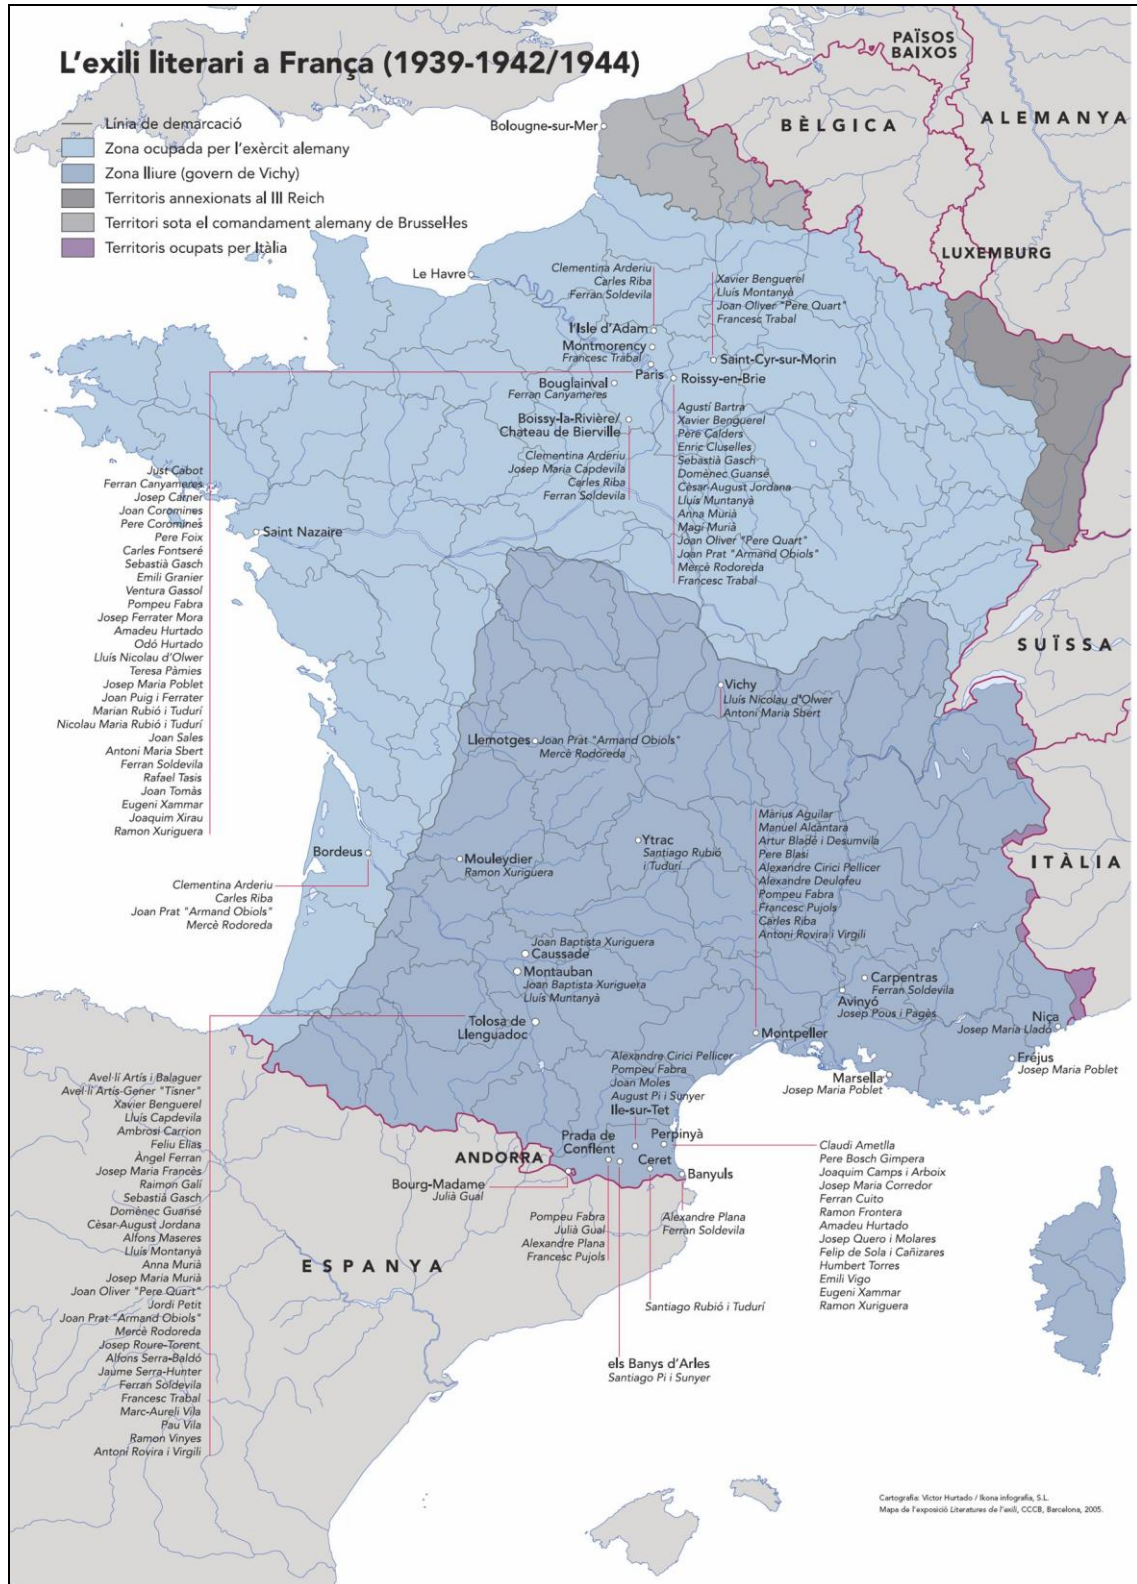 L'exili literari a França (1939-1942/1944)
Línia de demarcació
Zona ocupada per l'exèrcit alemany
Zona lliure (govern de Vichy)
Territoris annexionats al III Reich
Territori sota el comandament alemany de Brussel·les
Territoris ocupats per Itàlia
PAÏSOS
BAIXOS
BÈLGICA
ALEMANYA
LUXEMBURG
SUÏSSA
ITÀLIA
ANDORRA
ESPANYA
Bolougne-sur-Mer
Le Havre
Clementina Arderiu
Carles Riba
Ferran Soldevila
l'Isle d'Adam
Montmorency
Francesc Trabal
Paris
Xavier Benguerel
Lluís Montanyà
Joan Oliver "Pere Quart"
Francesc Trabal
Saint-Cyr-sur-Morin
Roissy-en-Brie
Agustí Bartra
Xavier Benguerel
Père Calders
Enric Cluselles
Sebastià Gasch
Domènec Guansé
Cèsar-August Jordana
Lluís Muntanyà
Anna Murià
Magí Murià
Joan Oliver "Pere Quart"
Joan Prat "Armand Obiols"
Mercè Rodoreda
Francesc Trabal
Bouglainval
Ferran Canyameres
Boissy-la-Rivière/
Chateau de Bierville
Clementina Arderiu
Josep Maria Capdevila
Carles Riba
Ferran Soldevila
Just Cabot
Ferran Canyameres
Josep Carner
Joan Coromines
Pere Coromines
Pere Foix
Carles Fontseré
Sebastià Gasch
Emili Granier
Ventura Gassol
Pompeu Fabra
Josep Ferrater Mora
Amadeu Hurtado
Odó Hurtado
Lluís Nicolau d'Olwer
Teresa Pàmies
Josep Maria Poblet
Joan Puig i Ferrater
Marian Rubió i Tudurí
Nicolau Maria Rubió i Tudurí
Joan Sales
Antoni Maria Sbert
Ferran Soldevila
Rafael Tasis
Joan Tomàs
Eugeni Xammar
Joaquim Xirau
Ramon Xuriguera
Saint Nazaire
Vichy
Lluís Nicolau d'Olwer
Antoni Maria Sbert
Llemotges
Joan Prat "Armand Obiols"
Mercè Rodoreda
Bordeus
Clementina Arderiu
Carles Riba
Joan Prat "Armand Obiols"
Mercè Rodoreda
Mouleydier
Ramon Xuriguera
Ytrac
Santiago Rubió
i Tudurí
Màrius Aguilar
Manuel Alcàntara
Artur Bladé i Desumvila
Pere Blasi
Alexandre Cirici Pellicer
Alexandre Deulofeu
Pompeu Fabra
Francesc Pujols
Carles Riba
Antoni Rovira i Virgili
Montpeller
Joan Baptista Xuriguera
Caussade
Montauban
Joan Baptista Xuriguera
Lluís Muntanyà
Carpentras
Ferran Soldevila
Avinyó
Josep Pous i Pagès
Niça
Josep Maria Lladó
Fréjus
Josep Maria Poblet
Marsella
Josep Maria Poblet
Tolosa de
Llenguadoc
Avel·lí Artís i Balaguer
Avel·lí Artís-Gener "Tísner"
Xavier Benguerel
Lluís Capdevila
Ambrosi Carrion
Feliu Elias
Àngel Ferran
Josep Maria Francès
Raimon Galí
Sebastià Gasch
Domènec Guansé
Cèsar-August Jordana
Alfons Maseres
Lluís Montanyà
Anna Murià
Josep Maria Murià
Joan Oliver "Pere Quart"
Jordi Petit
Joan Prat "Armand Obiols"
Mercè Rodoreda
Josep Roure-Torent
Alfons Serra-Baldó
Jaume Serra-Hunter
Ferran Soldevila
Francesc Trabal
Marc-Aureli Vila
Pau Vila
Ramon Vinyes
Antoni Rovira i Virgili
Alexandre Cirici Pellicer
Pompeu Fabra
Joan Moles
August Pi i Sunyer
Ile-sur-Tet
Prada de
Conflent
Perpinyà
Ceret
Banyuls
Bourg-Madame
Julià Gual
Pompeu Fabra
Julià Gual
Alexandre Plana
Francesc Pujols
Alexandre Plana
Ferran Soldevila
Santiago Rubió i Tudurí
els Banys d'Arles
Santiago Pi i Sunyer
Claudi Ametlla
Pere Bosch Gimpera
Joaquim Camps i Arboix
Josep Maria Corredor
Ferran Cuito
Ramon Frontera
Amadeu Hurtado
Josep Quero i Molares
Felip de Sola i Cañizares
Humbert Torres
Emili Vigo
Eugeni Xammar
Ramon Xuriguera
Cartografia: Víctor Hurtado / Ikona infografia, S.L.
Mapa de l'exposició Literatures de l'exili, CCCB, Barcelona, 2005.